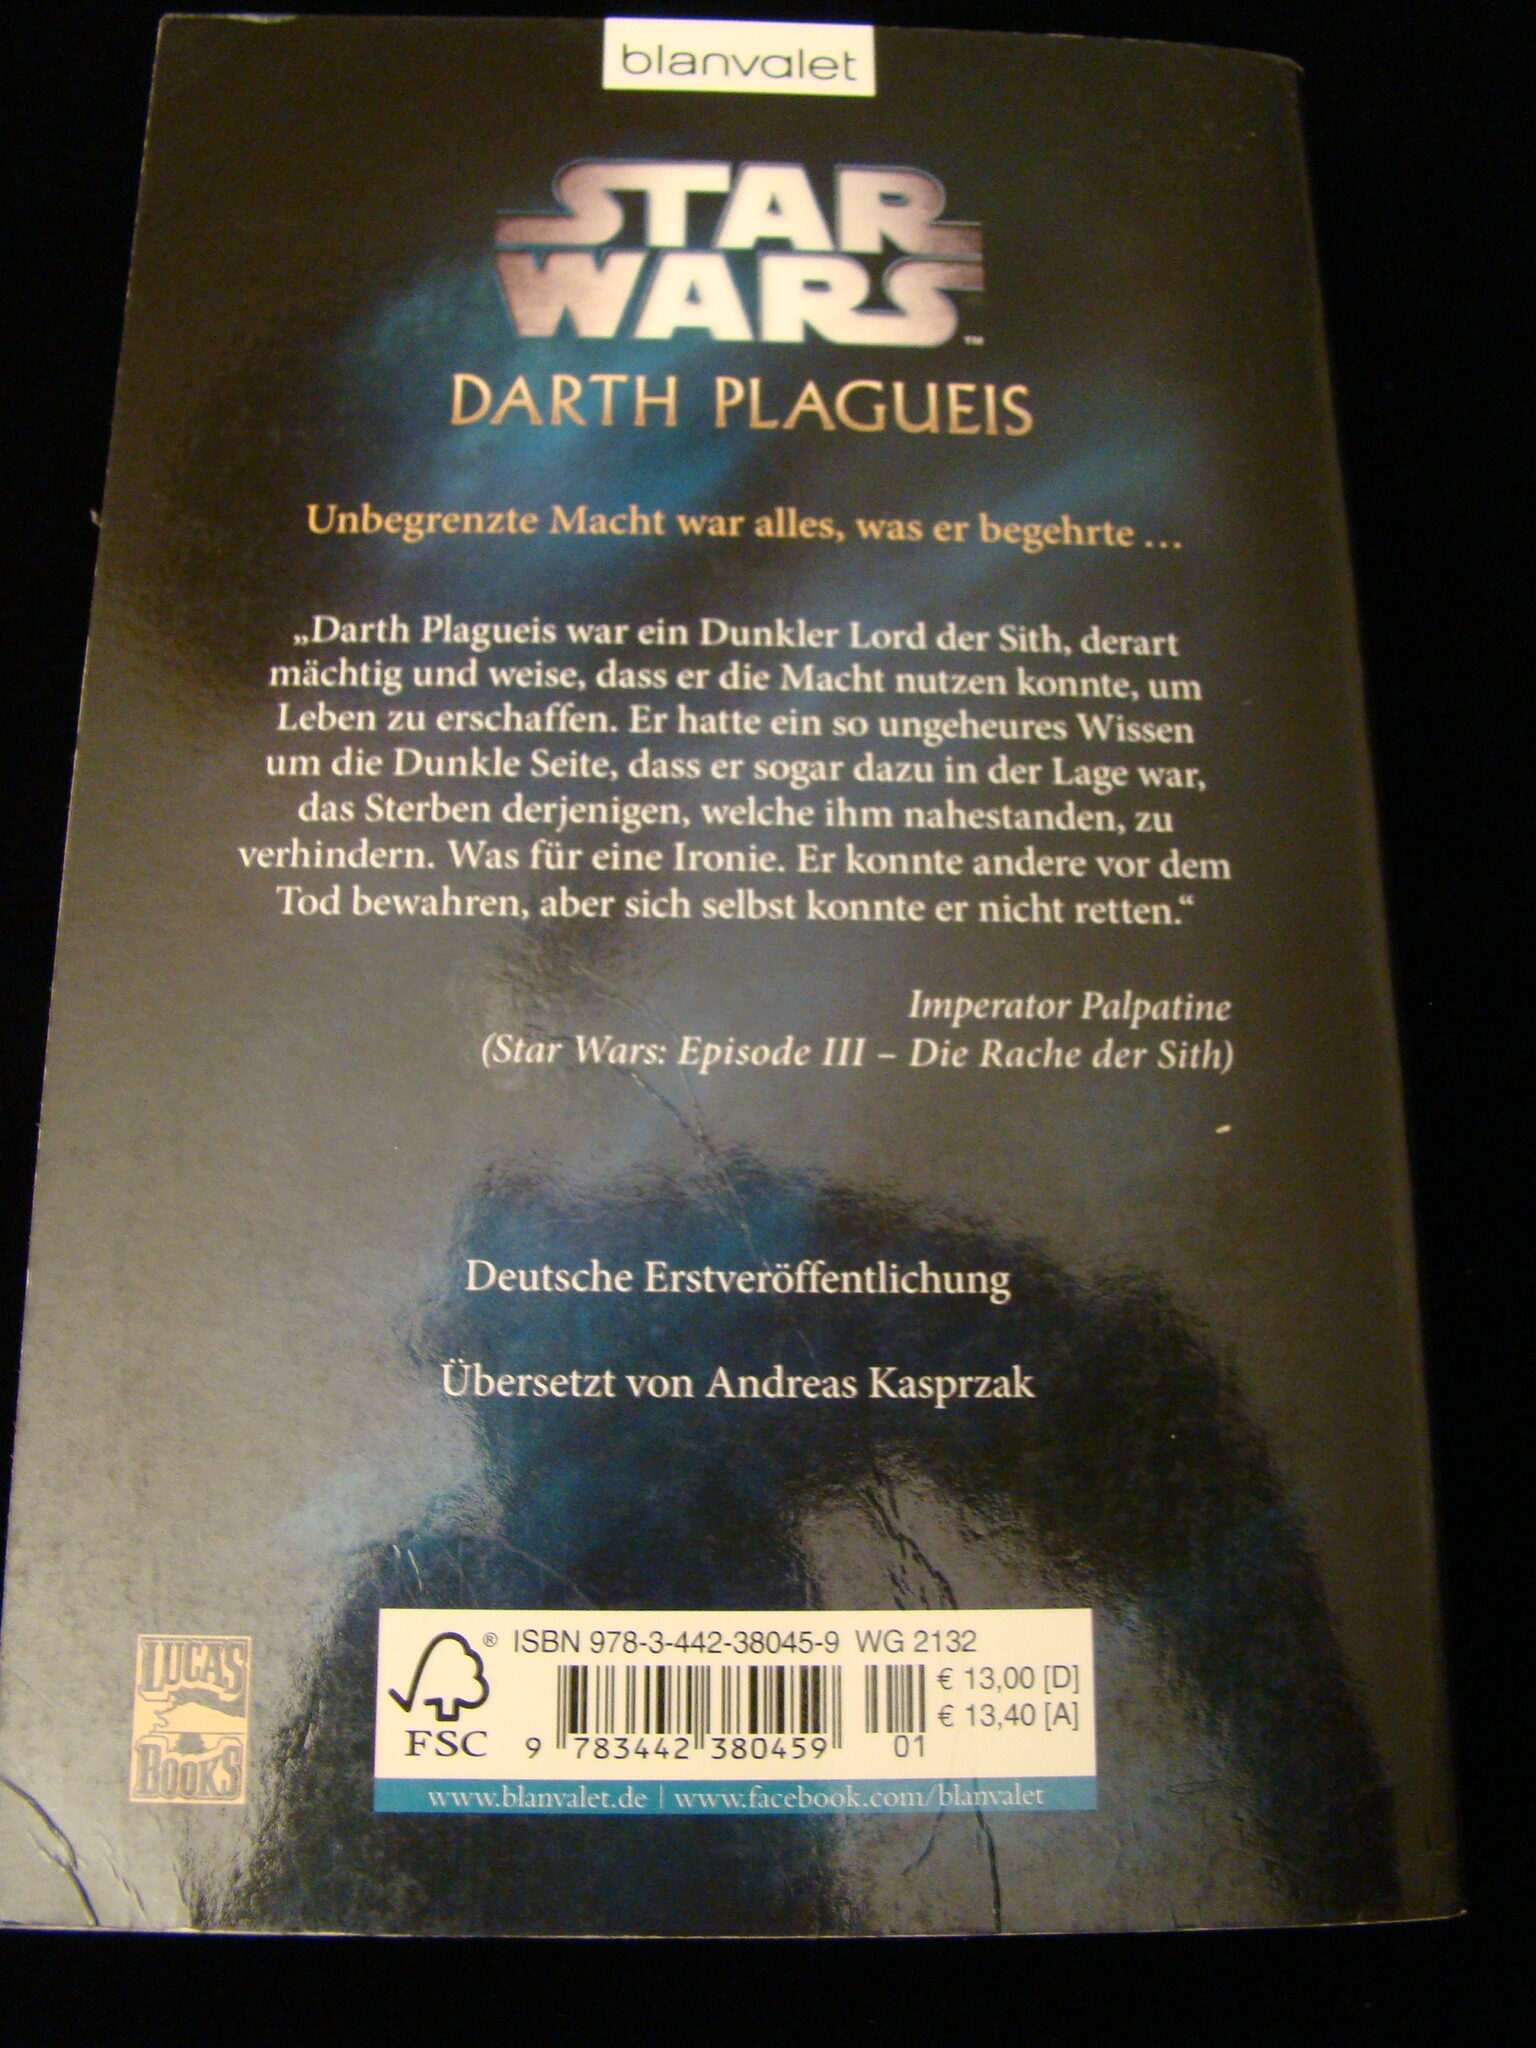 blanvalet
STAR
WARS™
DARTH PLAGUEIS
Unbegrenzte Macht war alles, was er begehrte …
„Darth Plagueis war ein Dunkler Lord der Sith, derart
mächtig und weise, dass er die Macht nutzen konnte, um
Leben zu erschaffen. Er hatte ein so ungeheures Wissen
um die Dunkle Seite, dass er sogar dazu in der Lage war,
das Sterben derjenigen, welche ihm nahestanden, zu
verhindern. Was für eine Ironie. Er konnte andere vor dem
Tod bewahren, aber sich selbst konnte er nicht retten.“
Imperator Palpatine
(Star Wars: Episode III – Die Rache der Sith)
Deutsche Erstveröffentlichung
Übersetzt von Andreas Kasprzak
LUCAS
BOOKS
®
FSC
ISBN 978-3-442-38045-9 WG 2132
€ 13,00 [D]
€ 13,40 [A]
9 783442 380459 01
www.blanvalet.de | www.facebook.com/blanvalet